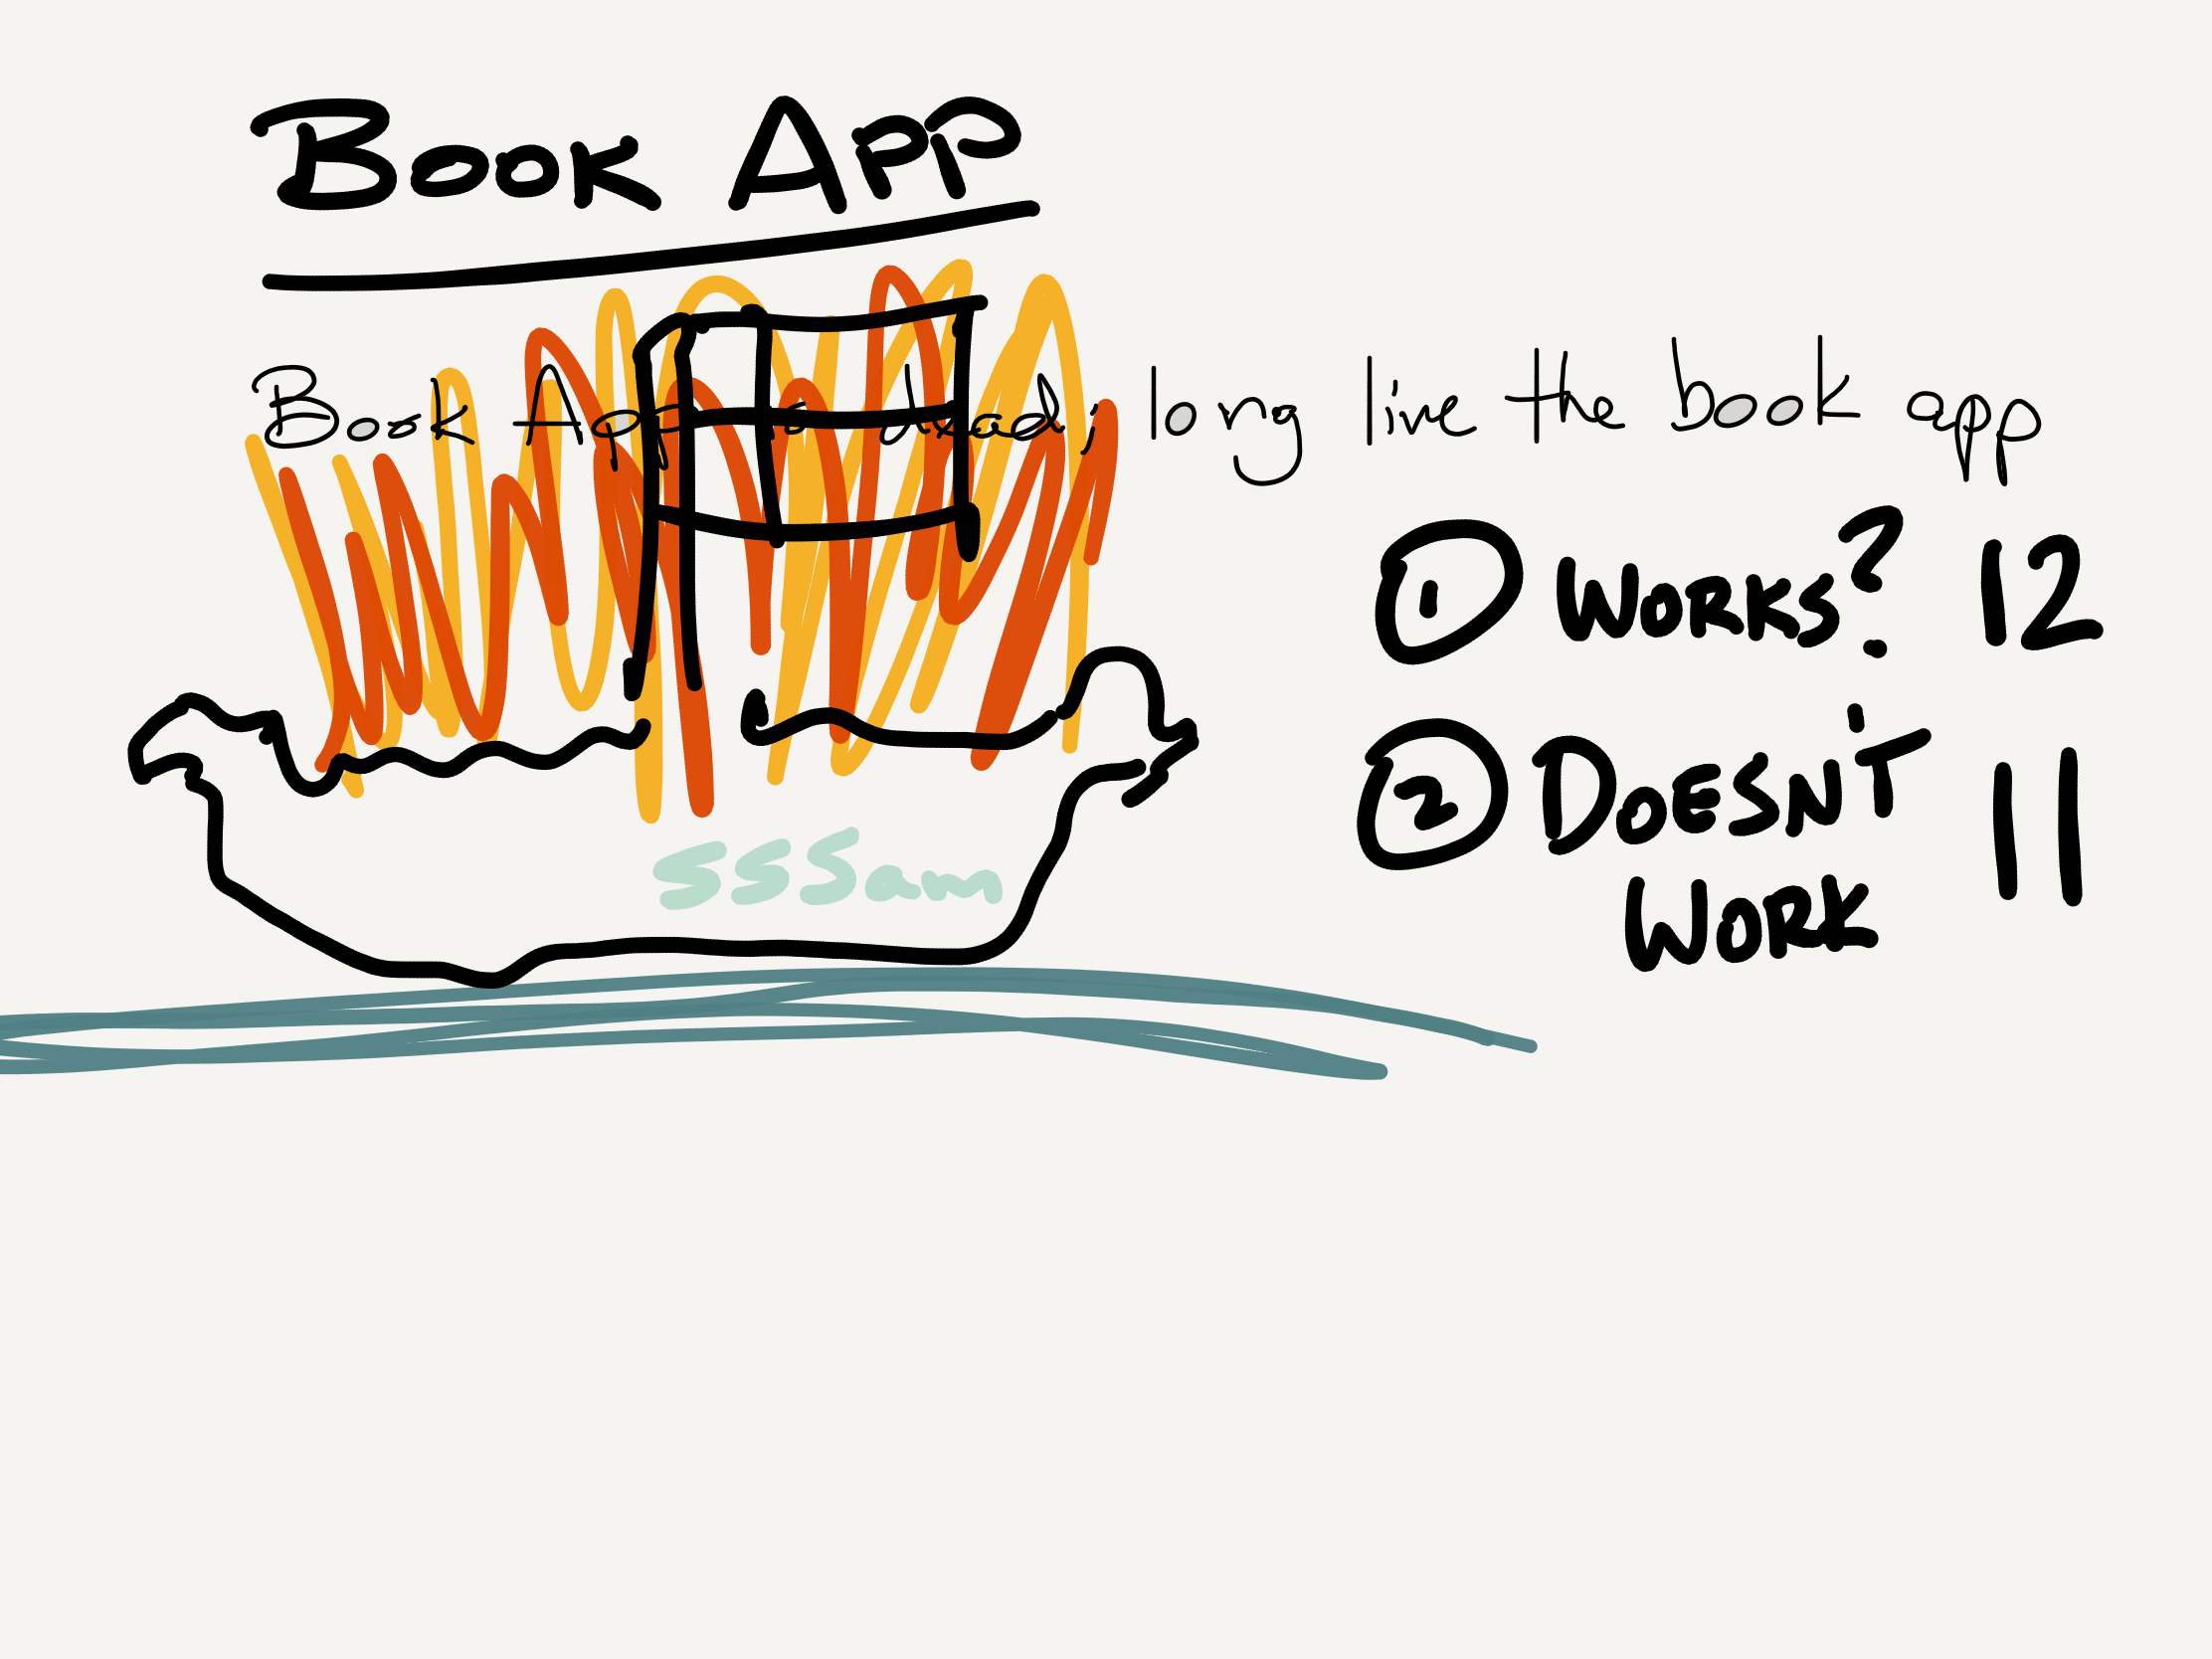 Book App
Book App is dead, long live the book app
1 Works? 12
2 Doesn't 11
Work
SSSam